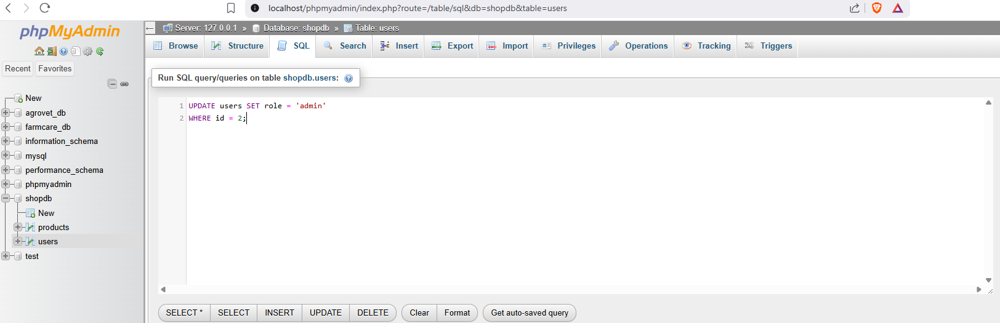 localhost/phpmyadmin/index.php?route=/table/sql&db=shopdb&table=users
phpMyAdmin
Server: 127.0.0.1 » Database: shopdb » Table: users
Browse Structure SQL Search Insert Export Import Privileges Operations Tracking Triggers
Recent Favorites
Run SQL query/queries on table shopdb.users:
New
agrovet_db
farmcare_db
information_schema
mysql
performance_schema
phpmyadmin
shopdb
New
products
users
test
1 UPDATE users SET role = 'admin'
2 WHERE id = 2;
SELECT * SELECT INSERT UPDATE DELETE Clear Format Get auto-saved query